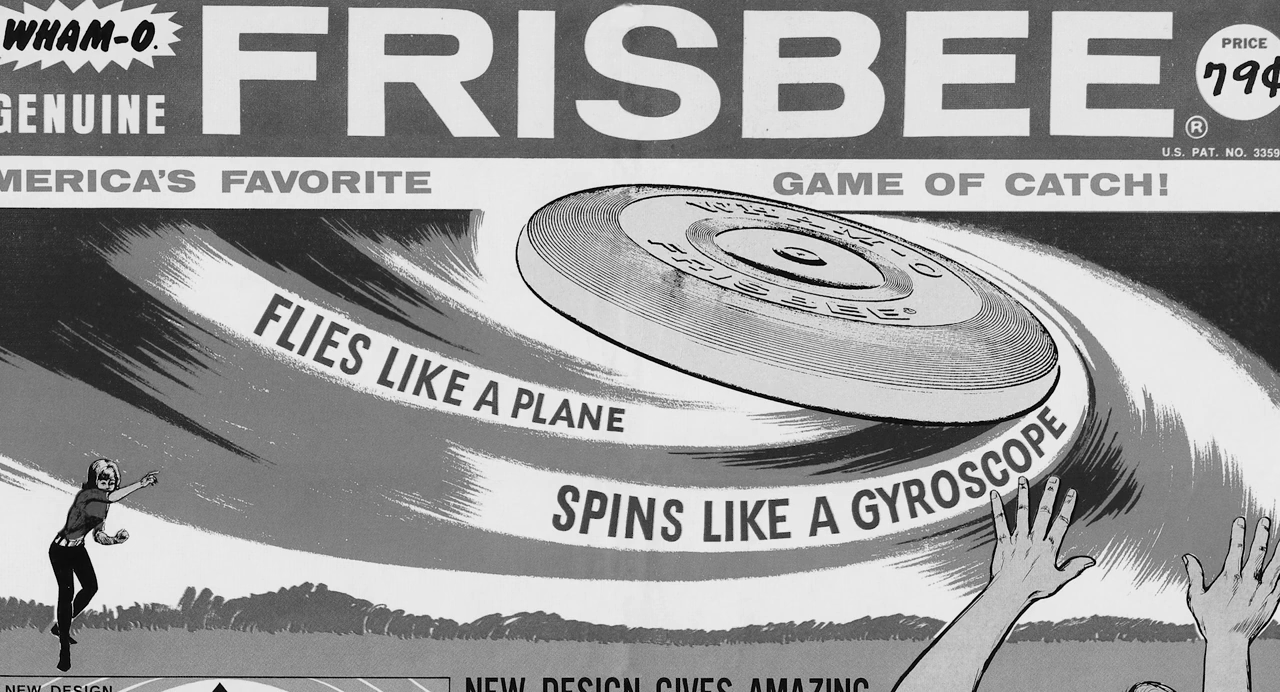 WHAM-O.
GENUINE
FRISBEE®
PRICE
79¢
U.S. PAT. NO. 3359
MERICA'S FAVORITE
GAME OF CATCH!
WHAM-O
FRISBEE®
FLIES LIKE A PLANE
SPINS LIKE A GYROSCOPE
NEW DESIGN
NEW DESIGN GIVES AMAZING